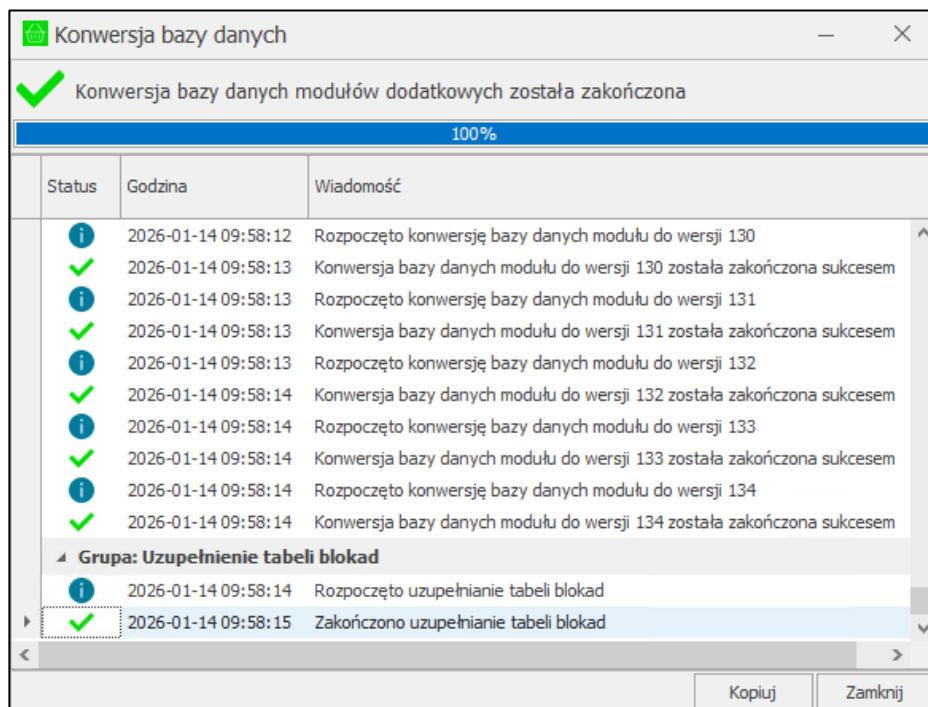 Konwersja bazy danych
Konwersja bazy danych modułów dodatkowych została zakończona
100%
Status Godzina Wiadomość
2026-01-14 09:58:12 Rozpoczęto konwersję bazy danych modułu do wersji 130
2026-01-14 09:58:13 Konwersja bazy danych modułu do wersji 130 została zakończona sukcesem
2026-01-14 09:58:13 Rozpoczęto konwersję bazy danych modułu do wersji 131
2026-01-14 09:58:13 Konwersja bazy danych modułu do wersji 131 została zakończona sukcesem
2026-01-14 09:58:13 Rozpoczęto konwersję bazy danych modułu do wersji 132
2026-01-14 09:58:14 Konwersja bazy danych modułu do wersji 132 została zakończona sukcesem
2026-01-14 09:58:14 Rozpoczęto konwersję bazy danych modułu do wersji 133
2026-01-14 09:58:14 Konwersja bazy danych modułu do wersji 133 została zakończona sukcesem
2026-01-14 09:58:14 Rozpoczęto konwersję bazy danych modułu do wersji 134
2026-01-14 09:58:14 Konwersja bazy danych modułu do wersji 134 została zakończona sukcesem
Grupa: Uzupełnienie tabeli blokad
2026-01-14 09:58:14 Rozpoczęto uzupełnianie tabeli blokad
2026-01-14 09:58:15 Zakończono uzupełnianie tabeli blokad
Kopiuj Zamknij